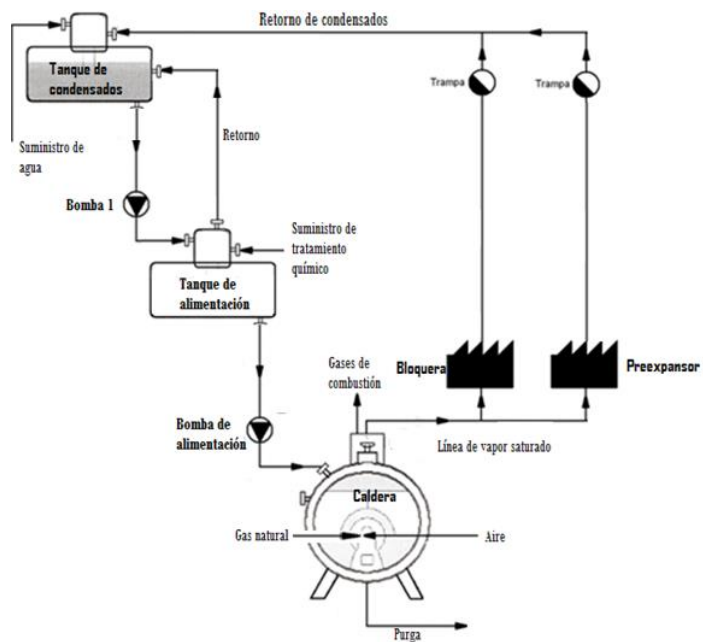 Retorno de condensados
Tanque de
condensados
Trampa
Trampa
Suministro de
agua
Retorno
Bomba 1
Suministro de
tratamiento
químico
Tanque de
alimentación
Gases de
combustión
Bloquera
Preexpansor
Bomba de
alimentación
Línea de vapor saturado
Caldera
Gas natural
Aire
Purga